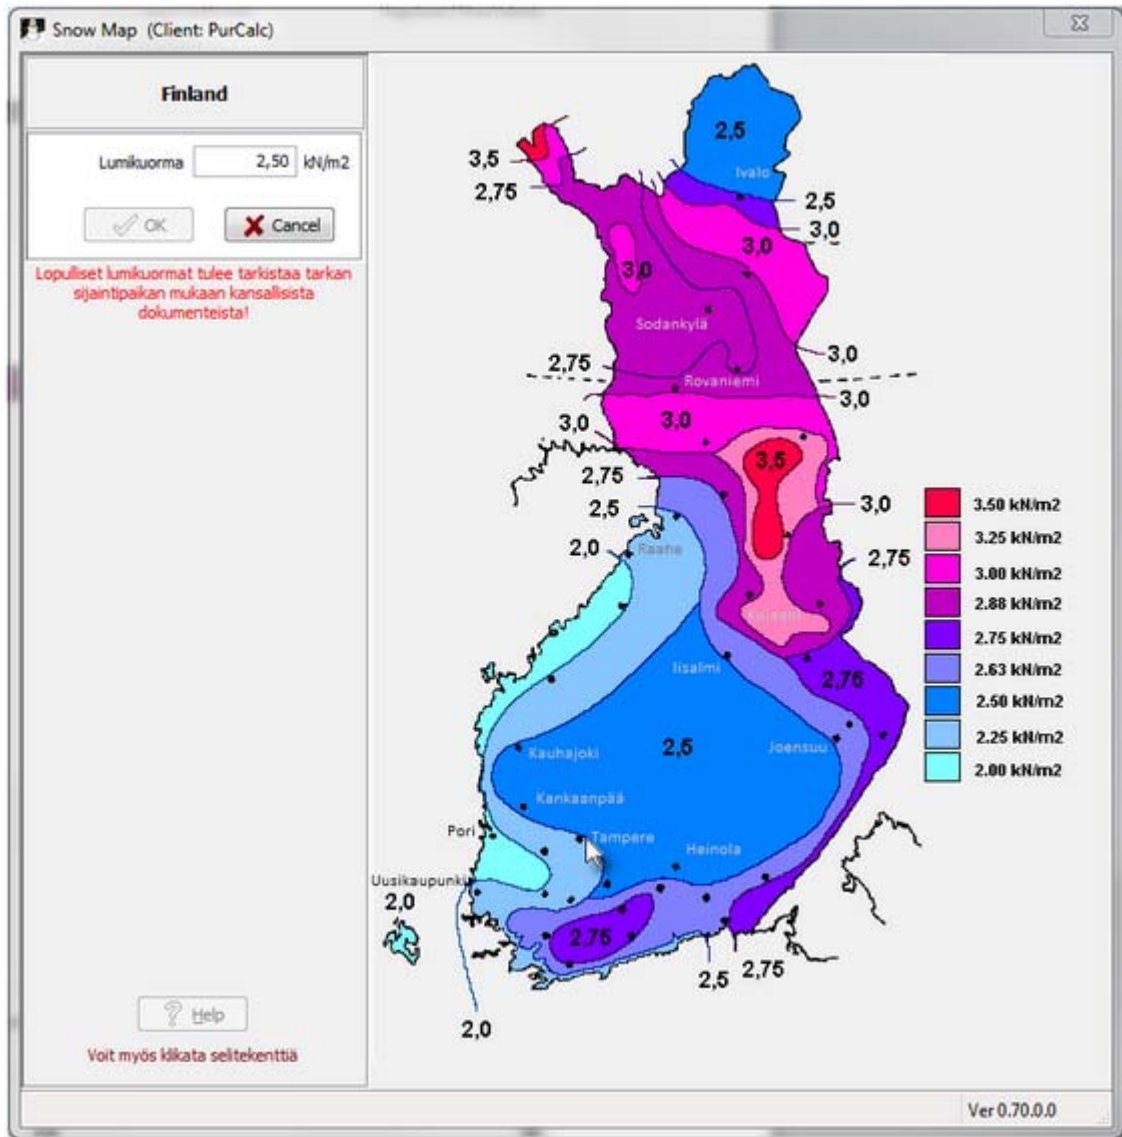 Snow Map (Client: PurCalc)
Finland
Lumikuorma 2,50 kN/m2
OK Cancel
Lopulliset lumikuormat tulee tarkistaa tarkan
sijaintipaikan mukaan kansallisista
dokumenteista!
2,5
3,5
Ivalo
2,75
2,5
3,0
3,0
3,0
Sodankylä
3,0
2,75
Rovaniemi
3,0
3,0
3,0
3,5
2,75
2,5
3,0
2,0
Raahe
2,75
Kajaani
Iisalmi
2,75
2,5
Joensuu
Kauhajoki
Kankaanpää
Pori
Tampere
Heinola
Uusikaupunki
2,0
2,75
2,5
2,75
2,0
3.50 kN/m2
3.25 kN/m2
3.00 kN/m2
2.88 kN/m2
2.75 kN/m2
2.63 kN/m2
2.50 kN/m2
2.25 kN/m2
2.00 kN/m2
Help
Voit myös klikata selitekenttiä
Ver 0.70.0.0